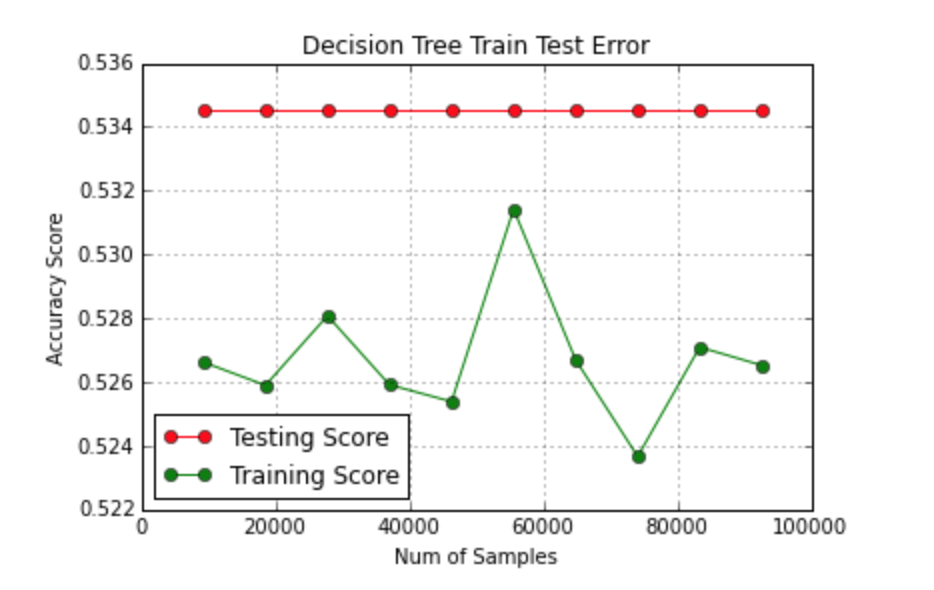 Decision Tree Train Test Error
0.536
0.534
0.532
0.530
0.528
0.526
0.524
0.522
Accuracy Score
Testing Score
Training Score
0
20000
40000
60000
80000
100000
Num of Samples